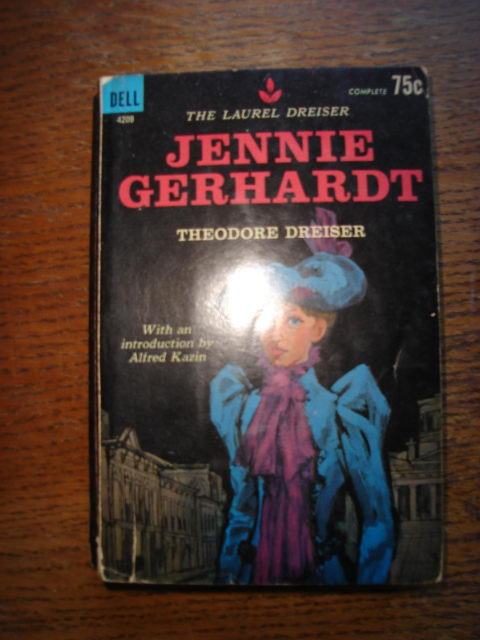 DELL
4209
COMPLETE 75c
THE LAUREL DREISER
JENNIE
GERHARDT
THEODORE DREISER
With an
introduction by
Alfred Kazin